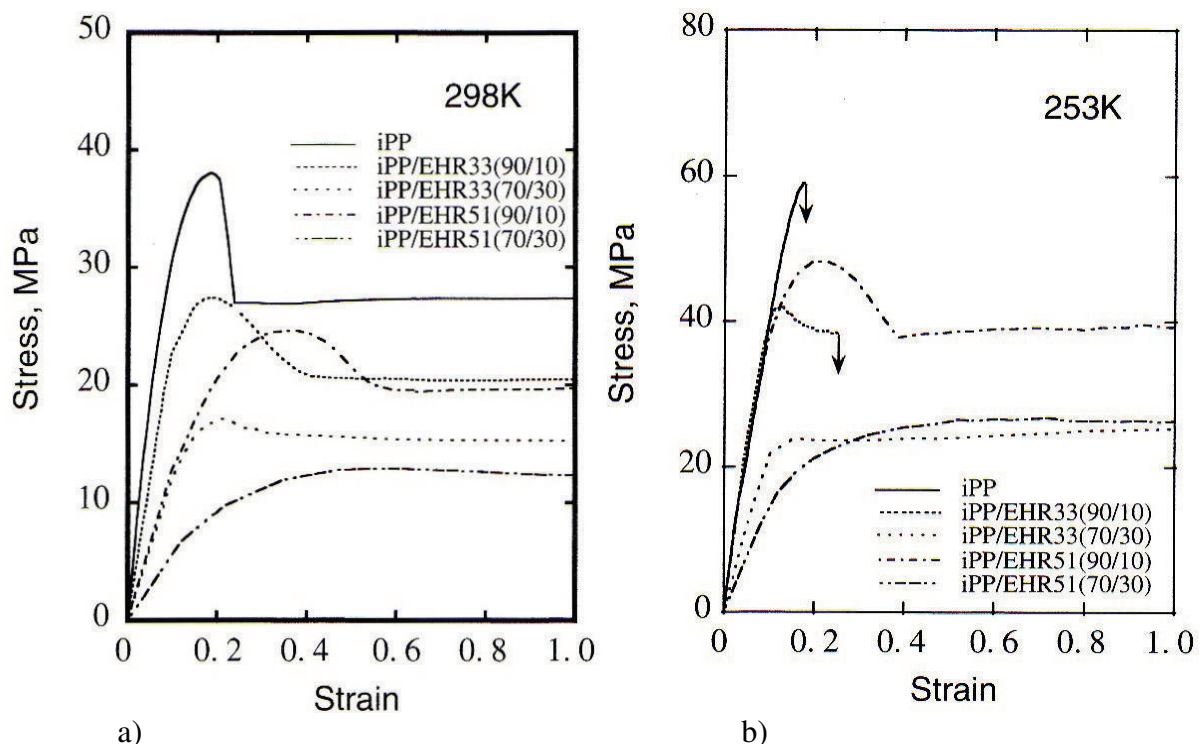 50
40
30
20
10
0
Stress, MPa
298K
iPP
iPP/EHR33(90/10)
iPP/EHR33(70/30)
iPP/EHR51(90/10)
iPP/EHR51(70/30)
0 0.2 0.4 0.6 0.8 1.0
Strain
a)
80
60
40
20
0
Stress, MPa
253K
iPP
iPP/EHR33(90/10)
iPP/EHR33(70/30)
iPP/EHR51(90/10)
iPP/EHR51(70/30)
0 0.2 0.4 0.6 0.8 1.0
Strain
b)